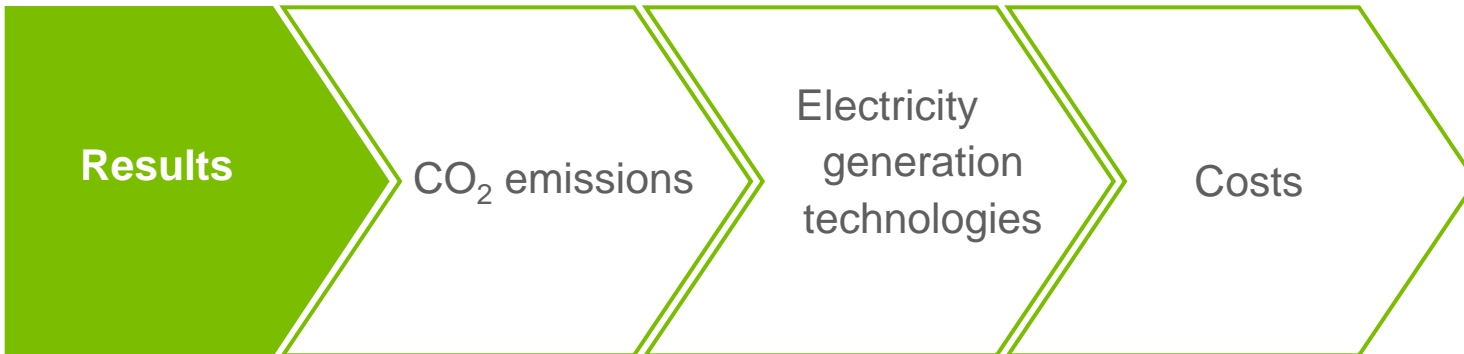 Results
CO₂ emissions
Electricity
generation
technologies
Costs